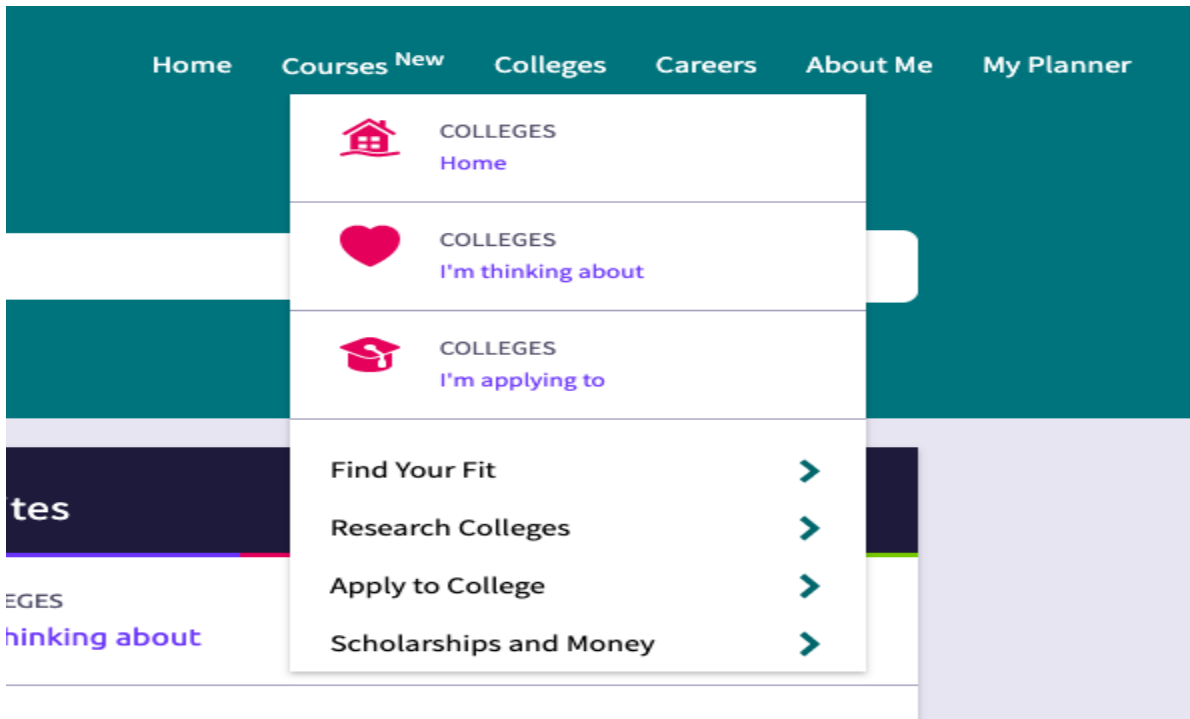 Home Courses New Colleges Careers About Me My Planner
COLLEGES
Home
COLLEGES
I'm thinking about
COLLEGES
I'm applying to
Find Your Fit
Research Colleges
Apply to College
Scholarships and Money
tes
EGES
hinking about